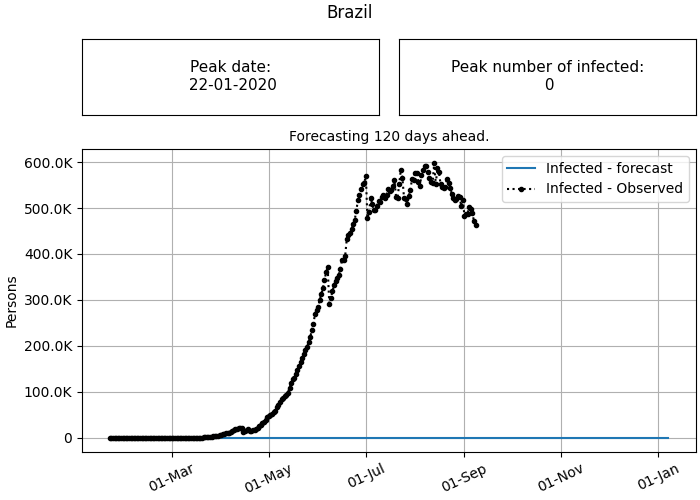 Brazil
Peak date:
22-01-2020
Peak number of infected:
0
Forecasting 120 days ahead.
Infected - forecast
Infected - Observed
600.0K
500.0K
400.0K
300.0K
200.0K
100.0K
0
Persons
01-Mar
01-May
01-Jul
01-Sep
01-Nov
01-Jan